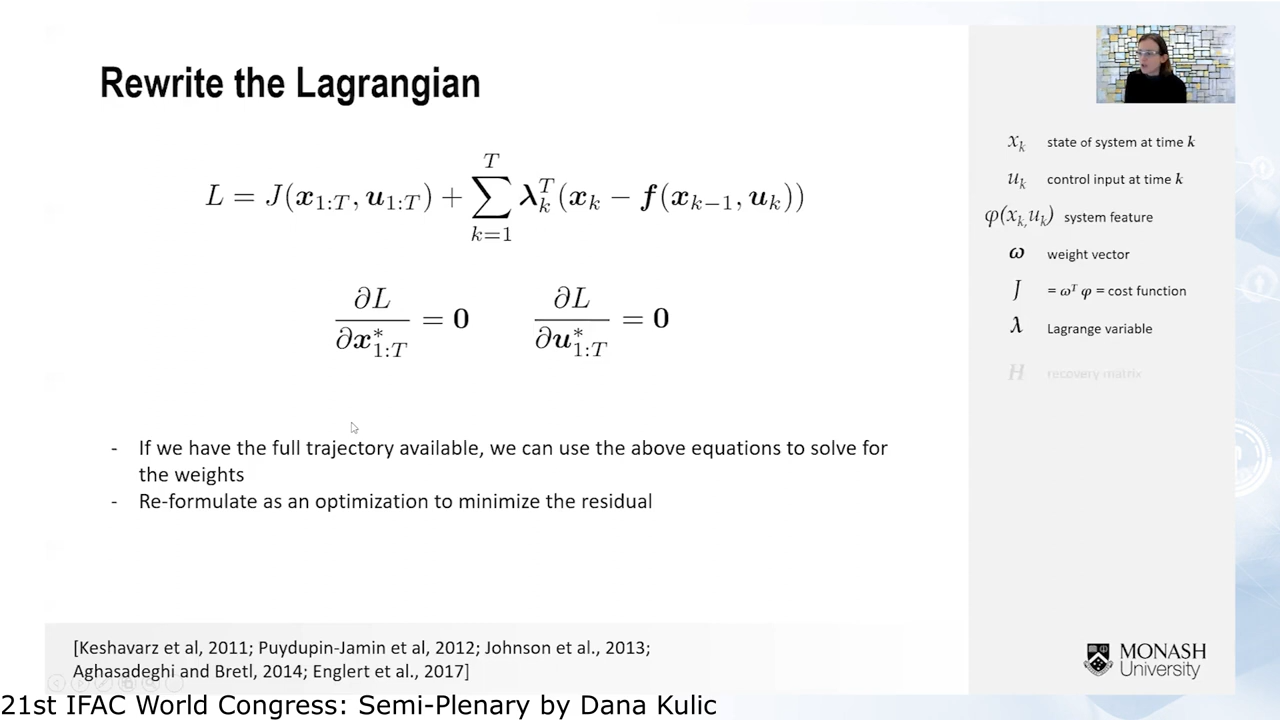 Rewrite the Lagrangian
L = J(x_{1:T}, u_{1:T}) + \sum_{k=1}^{T} λ_k^T (x_k − f(x_{k−1}, u_k))
∂L/∂x^*_{1:T} = 0 ∂L/∂u^*_{1:T} = 0
- If we have the full trajectory available, we can use the above equations to solve for
the weights
- Re-formulate as an optimization to minimize the residual
[Keshavarz et al, 2011; Puydupin-Jamin et al, 2012; Johnson et al., 2013;
Aghasadeghi and Bretl, 2014; Englert et al., 2017]
x_k state of system at time k
u_k control input at time k
φ(x_k, u_k) system feature
ω weight vector
J = ω^T φ = cost function
λ Lagrange variable
H recovery matrix
MONASH
University
21st IFAC World Congress: Semi-Plenary by Dana Kulic